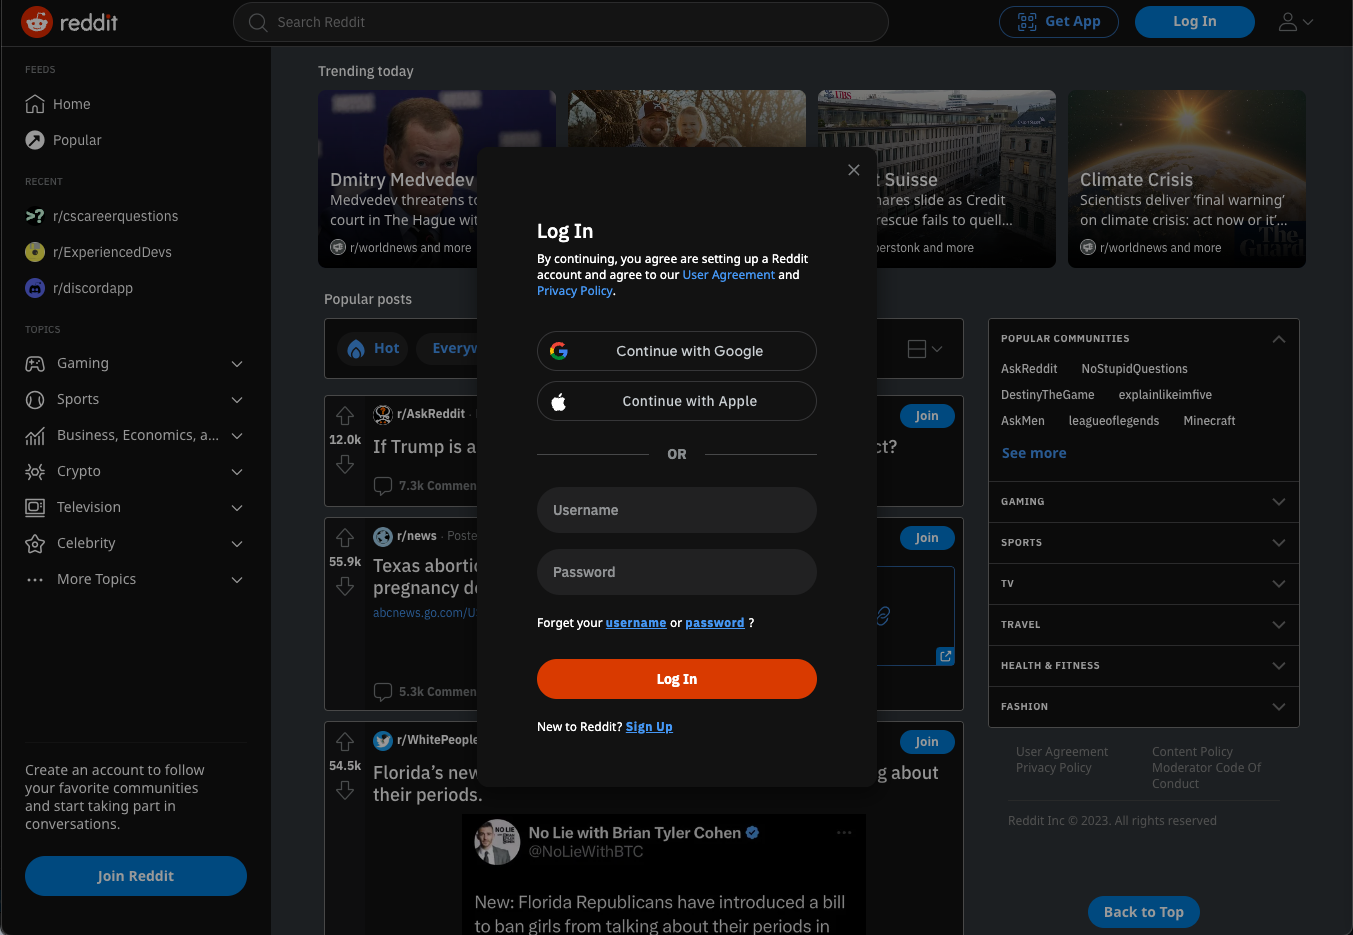 reddit
Search Reddit
Get App
Log In
FEEDS
Home
Popular
RECENT
r/cscareerquestions
r/ExperiencedDevs
r/discordapp
TOPICS
Gaming
Sports
Business, Economics, a...
Crypto
Television
Celebrity
More Topics
Create an account to follow
your favorite communities
and start taking part in
conversations.
Join Reddit
Trending today
UBS
Dmitry Medvedev
Medvedev threatens to
court in The Hague wit
r/worldnews and more
t Suisse
hares slide as Credit
rescue fails to quell...
perstonk and more
Climate Crisis
Scientists deliver ‘final warning’
on climate crisis: act now or it’...
r/worldnews and more
The
Guard
Popular posts
Hot
Everyw
12.0k
r/AskReddit
Join
If Trump is a
ct?
7.3k Commen
55.9k
r/news · Poste
Join
Texas aborti
pregnancy de
abcnews.go.com/U
5.3k Commen
54.5k
r/WhitePeople
Join
Florida’s new
g about
their periods.
NO LIE
No Lie with Brian Tyler Cohen
@NoLieWithBTC
New: Florida Republicans have introduced a bill
to ban girls from talking about their periods in
Log In
By continuing, you agree are setting up a Reddit
account and agree to our User Agreement and
Privacy Policy.
Continue with Google
Continue with Apple
OR
Username
Password
Forget your username or password ?
Log In
New to Reddit? Sign Up
POPULAR COMMUNITIES
AskReddit NoStupidQuestions
DestinyTheGame explainlikeimfive
AskMen leagueoflegends Minecraft
See more
GAMING
SPORTS
TV
TRAVEL
HEALTH & FITNESS
FASHION
User Agreement
Privacy Policy
Content Policy
Moderator Code Of
Conduct
Reddit Inc © 2023. All rights reserved
Back to Top